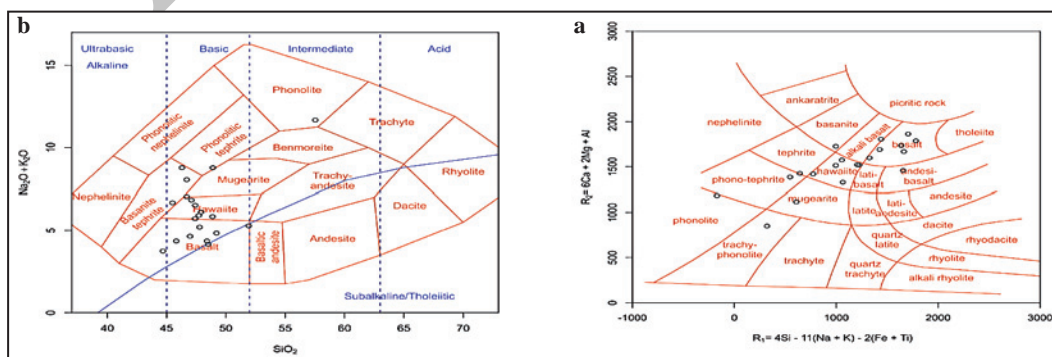 b
Ultrabasic
Basic
Intermediate
Acid
Alkaline
Phonolite
Phonolitic nephelinite
Phonolitic tephrite
Trachyte
Benmoreite
Trachy-
andesite
Rhyolite
Nephelinite
Mugearite
Basanite tephrite
Hawaiite
Dacite
Basalt
Basaltic andesite
Andesite
Subalkaline/Tholeiitic
Na2O + K2O
0
5
10
15
40
45
50
55
60
65
70
SiO2
a
ankaratrite
picritic rock
nephelinite
basanite
alkali basalt
tholeiite
basalt
tephrite
hawaiite
lati-
basalt
andesi-
basalt
phono-tephrite
mugearite
andesite
latite
lati-
andesite
phonolite
dacite
quartz
latite
rhyodacite
trachy-
phonolite
trachyte
quartz
trachyte
rhyolite
alkali rhyolite
R2= 6Ca + 2Mg + Al
0
500
1000
1500
2000
2500
3000
-1000
0
1000
2000
3000
R1= 4Si - 11(Na + K) - 2(Fe + Ti)